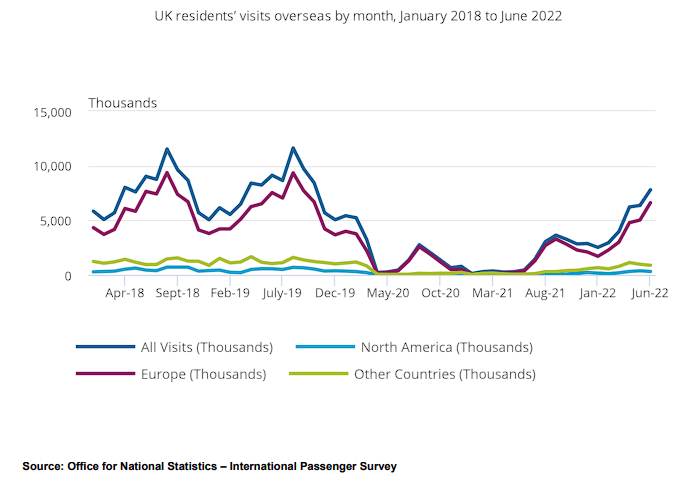 UK residents' visits overseas by month, January 2018 to June 2022
Thousands
15,000
10,000
5,000
0
Apr-18 Sept-18 Feb-19 July-19 Dec-19 May-20 Oct-20 Mar-21 Aug-21 Jan-22 Jun-22
All Visits (Thousands) North America (Thousands)
Europe (Thousands) Other Countries (Thousands)
Source: Office for National Statistics – International Passenger Survey